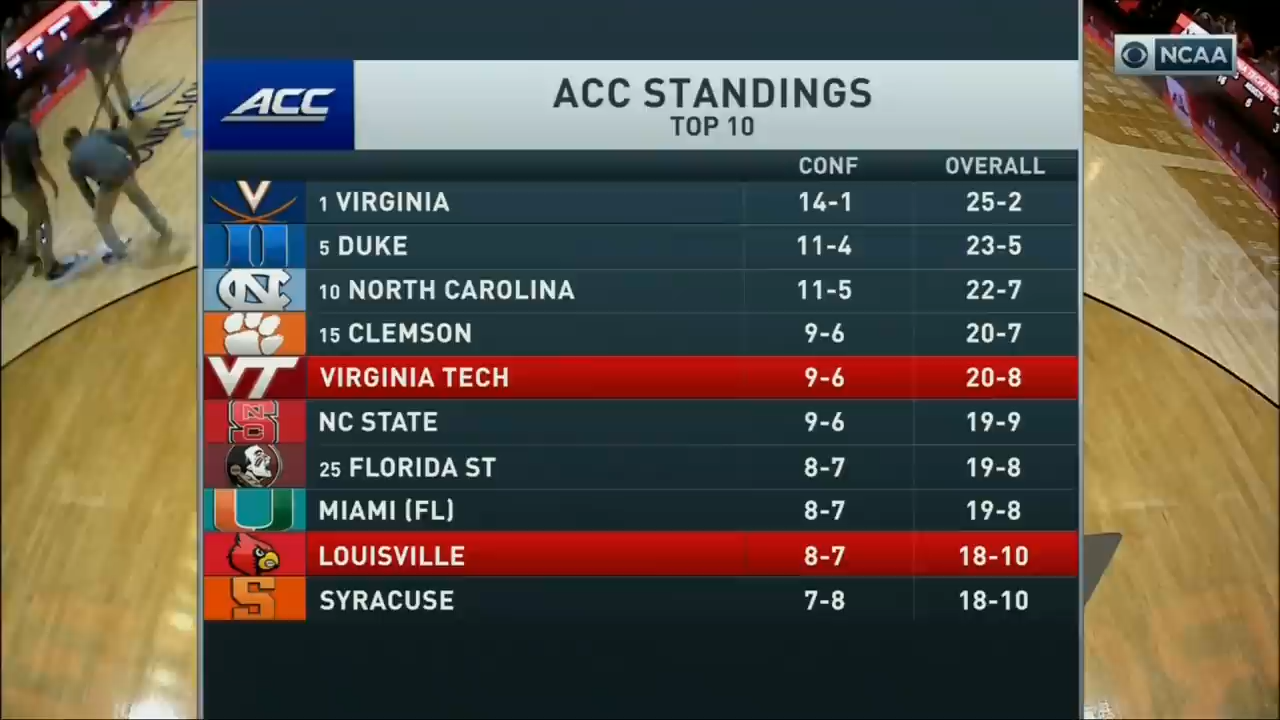 NCAA
ACC
ACC STANDINGS
TOP 10
CONF OVERALL
1 VIRGINIA 14-1 25-2
5 DUKE 11-4 23-5
NC 10 NORTH CAROLINA 11-5 22-7
15 CLEMSON 9-6 20-7
VT VIRGINIA TECH 9-6 20-8
NCS NC STATE 9-6 19-9
25 FLORIDA ST 8-7 19-8
U MIAMI (FL) 8-7 19-8
LOUISVILLE 8-7 18-10
S SYRACUSE 7-8 18-10